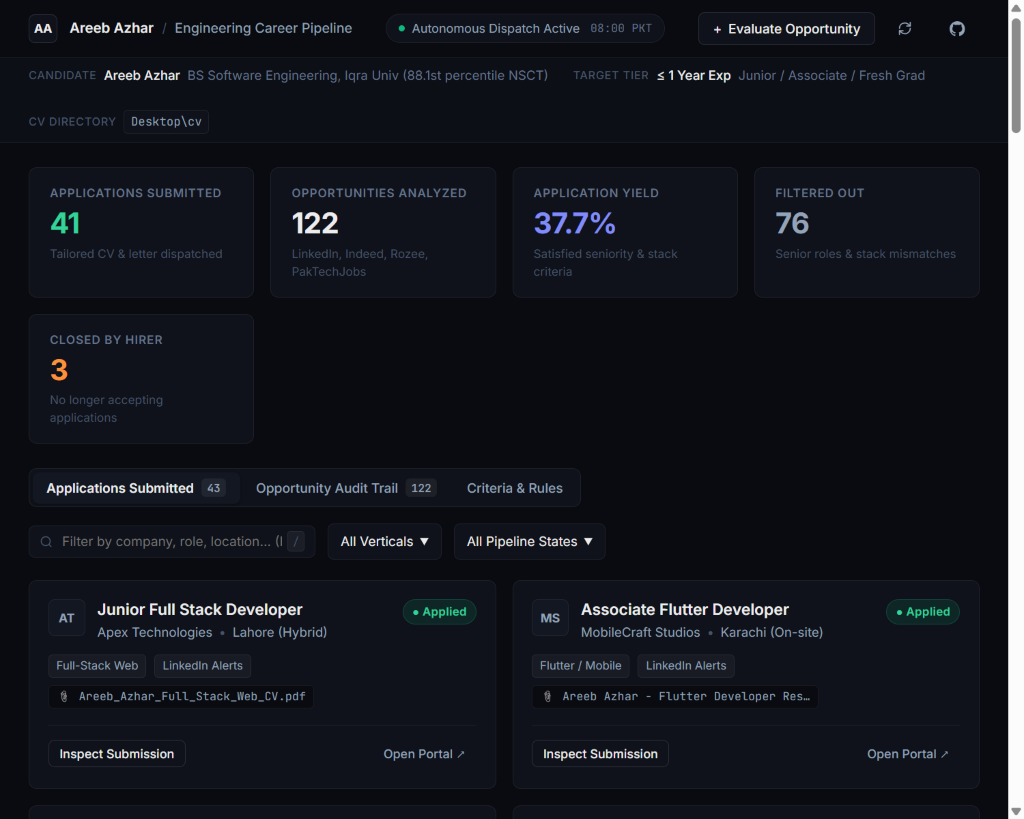 AA Areeb Azhar / Engineering Career Pipeline Autonomous Dispatch Active 08:00 PKT + Evaluate Opportunity
CANDIDATE Areeb Azhar BS Software Engineering, Iqra Univ (88.1st percentile NSCT) TARGET TIER ≤ 1 Year Exp Junior / Associate / Fresh Grad
CV DIRECTORY Desktop\cv
APPLICATIONS SUBMITTED
41
Tailored CV & letter dispatched
OPPORTUNITIES ANALYZED
122
LinkedIn, Indeed, Rozee,
PakTechJobs
APPLICATION YIELD
37.7%
Satisfied seniority & stack
criteria
FILTERED OUT
76
Senior roles & stack mismatches
CLOSED BY HIRER
3
No longer accepting
applications
Applications Submitted 43 Opportunity Audit Trail 122 Criteria & Rules
Filter by company, role, location... (l / All Verticals ▼ All Pipeline States ▼
AT
Junior Full Stack Developer
Applied
Apex Technologies • Lahore (Hybrid)
Full-Stack Web LinkedIn Alerts
Areeb_Azhar_Full_Stack_Web_CV.pdf
Inspect Submission Open Portal ↗
MS
Associate Flutter Developer
Applied
MobileCraft Studios • Karachi (On-site)
Flutter / Mobile LinkedIn Alerts
Areeb Azhar - Flutter Developer Res…
Inspect Submission Open Portal ↗